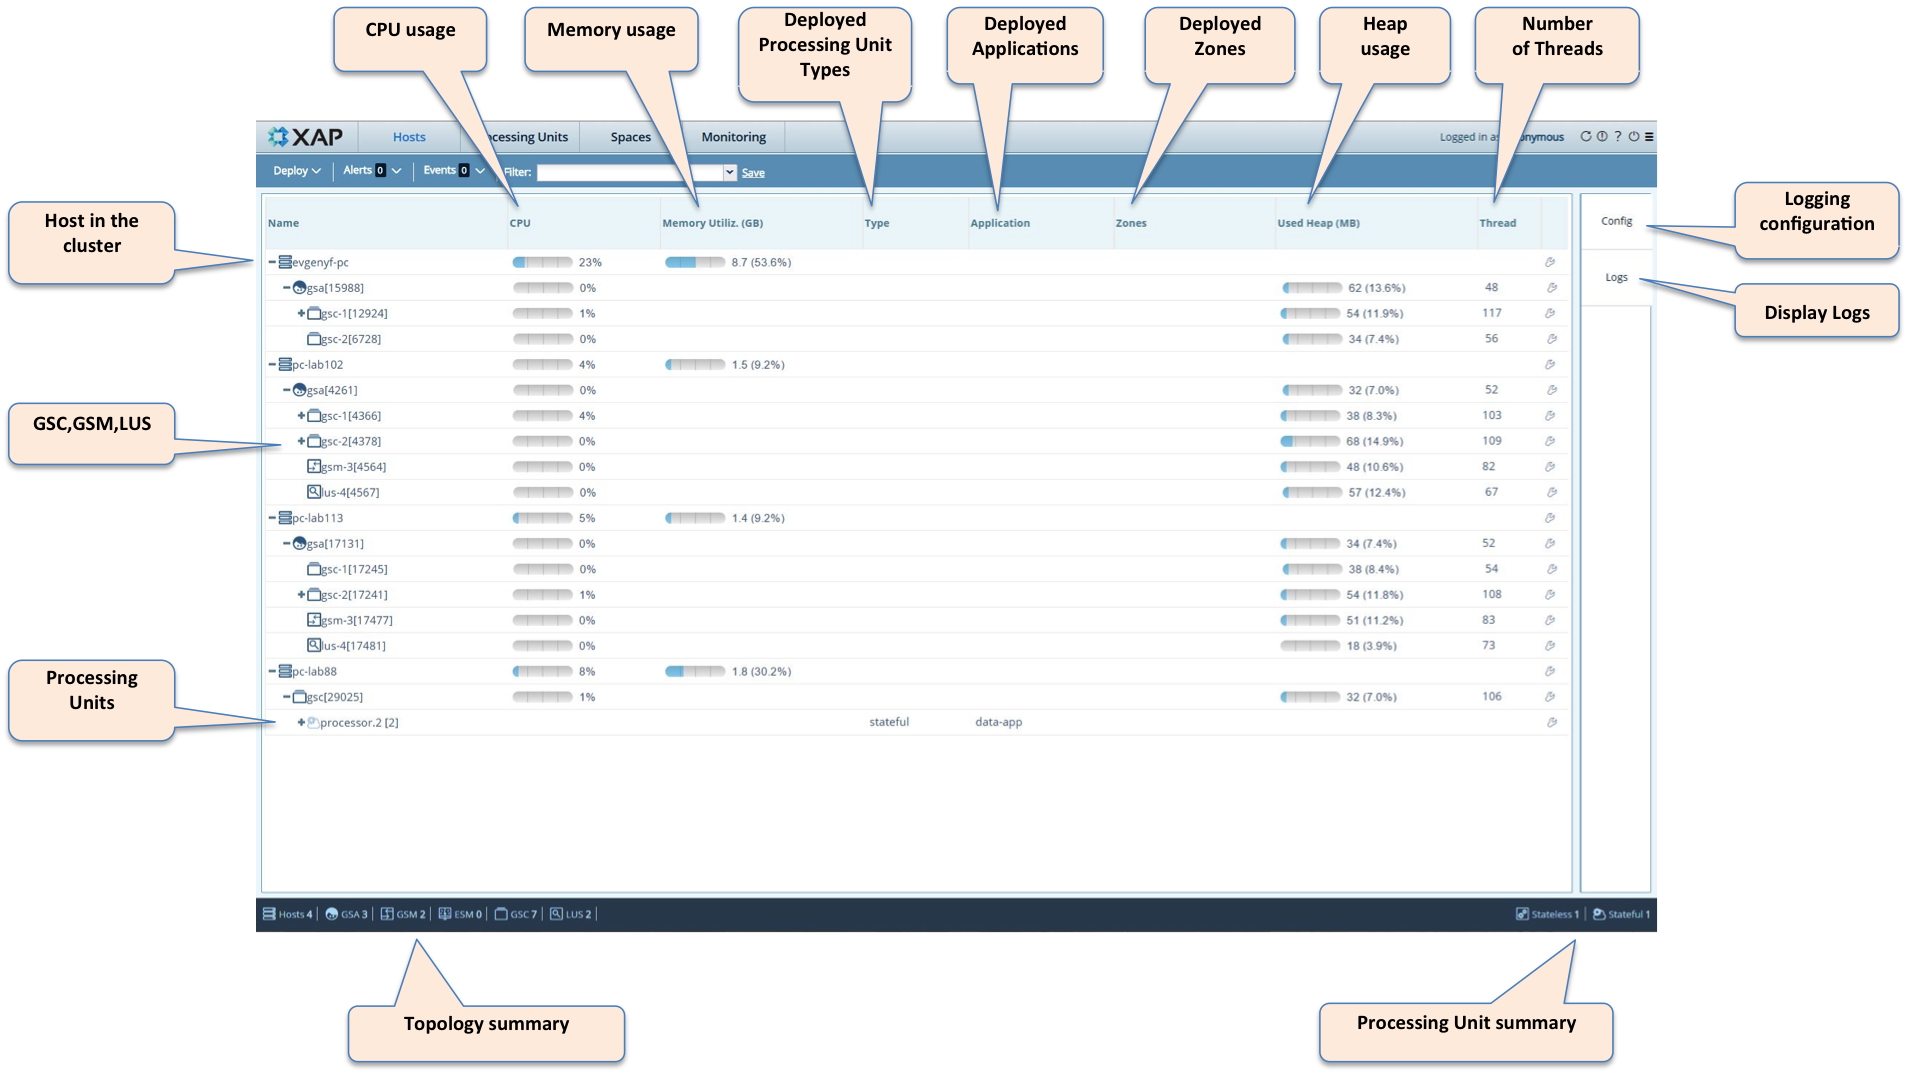 CPU usage
Memory usage
Deployed
Processing Unit
Types
Deployed
Applications
Deployed
Zones
Heap
usage
Number
of Threads
XAP
Hosts
cessing Units
Spaces
Monitoring
Logged in as
nymous
Deploy
Alerts 0
Events 0
Filter:
Save
Host in the
cluster
GSC,GSM,LUS
Processing
Units
Logging
configuration
Display Logs
Config
Logs
Name CPU Memory Utiliz. (GB) Type Application Zones Used Heap (MB) Thread
evgenyf-pc 23% 8.7 (53.6%)
gsa[15988] 0% 62 (13.6%) 48
gsc-1[12924] 1% 54 (11.9%) 117
gsc-2[6728] 0% 34 (7.4%) 56
pc-lab102 4% 1.5 (9.2%)
gsa[4261] 0% 32 (7.0%) 52
gsc-1[4366] 4% 38 (8.3%) 103
gsc-2[4378] 0% 68 (14.9%) 109
gsm-3[4564] 0% 48 (10.6%) 82
lus-4[4567] 0% 57 (12.4%) 67
pc-lab113 5% 1.4 (9.2%)
gsa[17131] 0% 34 (7.4%) 52
gsc-1[17245] 0% 38 (8.4%) 54
gsc-2[17241] 1% 54 (11.8%) 108
gsm-3[17477] 0% 51 (11.2%) 83
lus-4[17481] 0% 18 (3.9%) 73
pc-lab88 8% 1.8 (30.2%)
gsc[29025] 1% 32 (7.0%) 106
processor.2 [2] stateful data-app
Hosts 4 | GSA 3 | GSM 2 | ESM 0 | GSC 7 | LUS 2 |
Stateless 1 | Stateful 1
Topology summary
Processing Unit summary